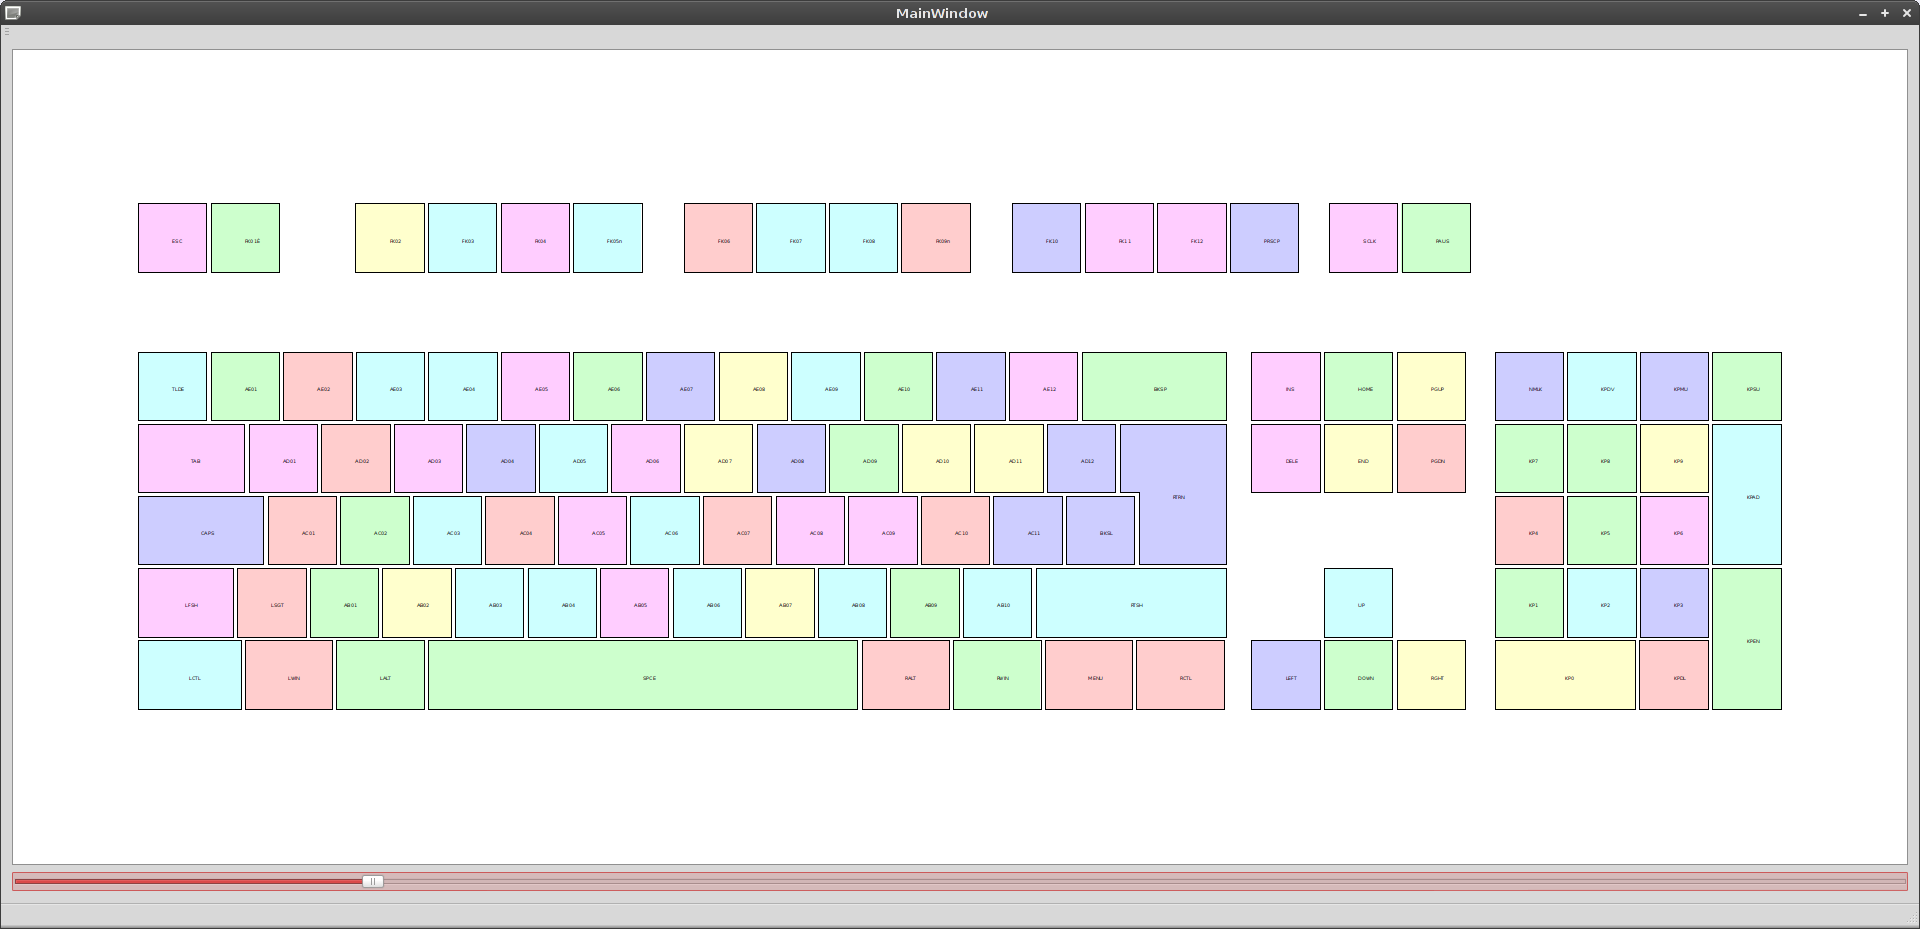 MainWindow
ESC FK01E FK02 FK03 FK04 FK05n FK06 FK07 FK08 FK09n FK10 FK11 FK12 PRSCP SCLK PAUS
TLDE AE01 AE02 AE03 AE04 AE05 AE06 AE07 AE08 AE09 AE10 AE11 AE12 BKSP INS HOME PGUP NMLK KPDV KPMU KPSU
TAB AD01 AD02 AD03 AD04 AD05 AD06 AD07 AD08 AD09 AD10 AD11 AD12 RTRN DELE END PGDN KP7 KP8 KP9 KPAD
CAPS AC01 AC02 AC03 AC04 AC05 AC06 AC07 AC08 AC09 AC10 AC11 BKSL KP4 KP5 KP6
LFSH LSGT AB01 AB02 AB03 AB04 AB05 AB06 AB07 AB08 AB09 AB10 RTSH UP KP1 KP2 KP3 KPEN
LCTL LWIN LALT SPCE RALT RWIN MENU RCTL LEFT DOWN RGHT KP0 KPDL